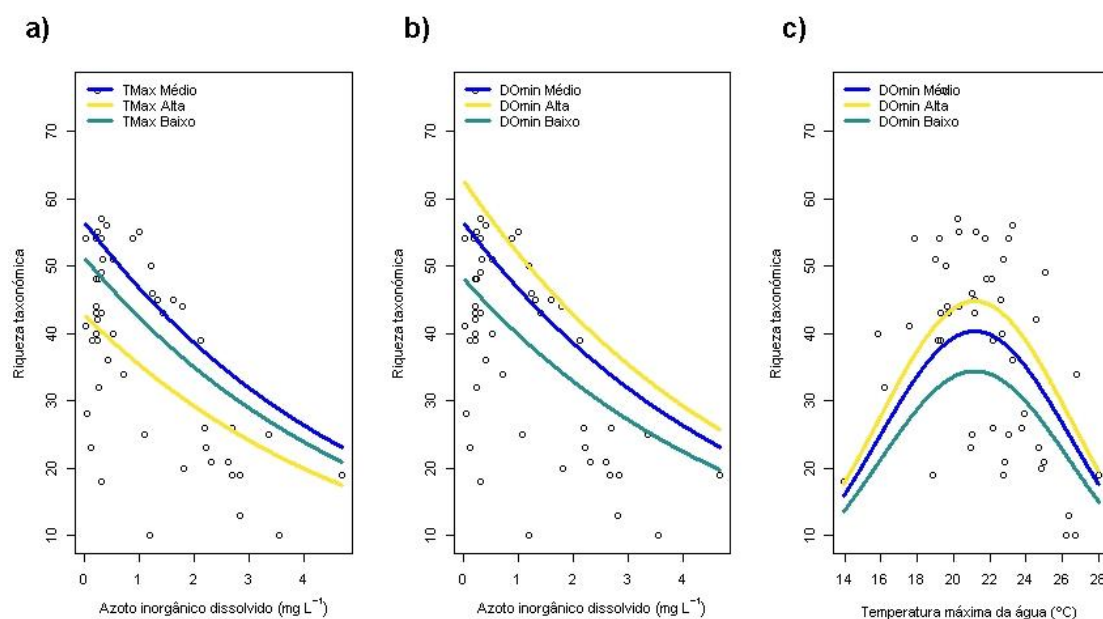 a)
TMax Médio
TMax Alta
TMax Baixo
Riqueza taxonómica
70
60
50
40
30
20
10
0 1 2 3 4
Azoto inorgânico dissolvido (mg L⁻¹)
b)
DOmin Médio
DOmin Alta
DOmin Baixo
Riqueza taxonómica
70
60
50
40
30
20
10
0 1 2 3 4
Azoto inorgânico dissolvido (mg L⁻¹)
c)
DOmin Médio
DOmin Alta
DOmin Baixo
Riqueza taxonómica
70
60
50
40
30
20
10
14 16 18 20 22 24 26 28
Temperatura máxima da água (ºC)